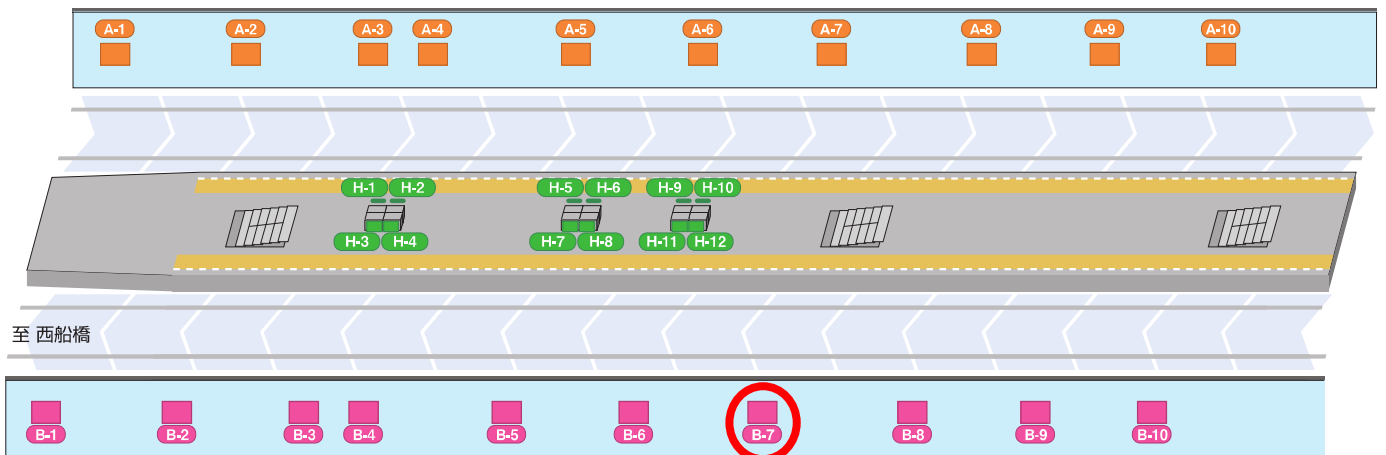 A-1 A-2 A-3 A-4 A-5 A-6 A-7 A-8 A-9 A-10
H-1 H-2 H-5 H-6 H-9 H-10
H-3 H-4 H-7 H-8 H-11 H-12
至 西船橋
B-1 B-2 B-3 B-4 B-5 B-6 B-7 B-8 B-9 B-10